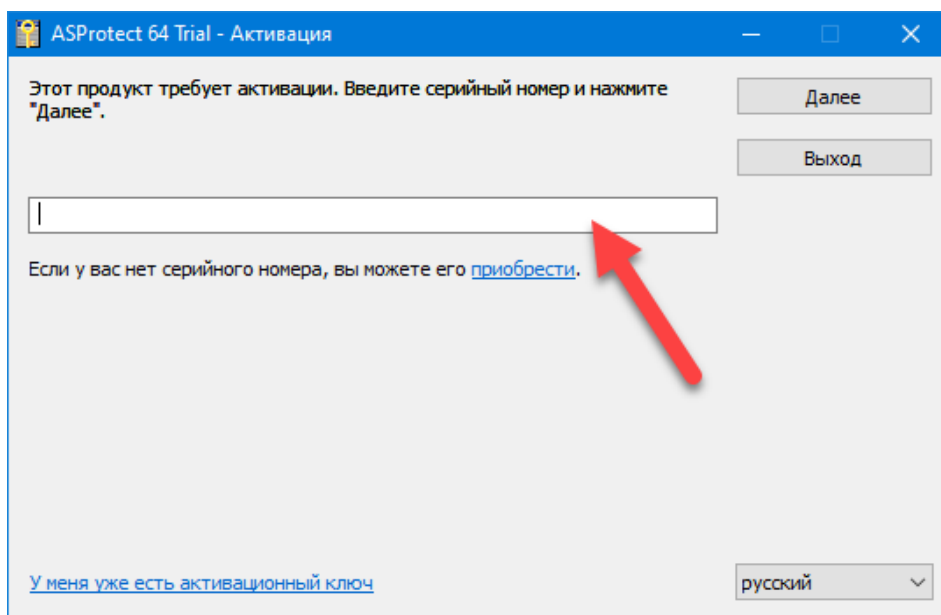 ASProtect 64 Trial - Активация
Этот продукт требует активации. Введите серийный номер и нажмите
"Далее".
Далее
Выход
Если у вас нет серийного номера, вы можете его приобрести.
У меня уже есть активационный ключ
русский